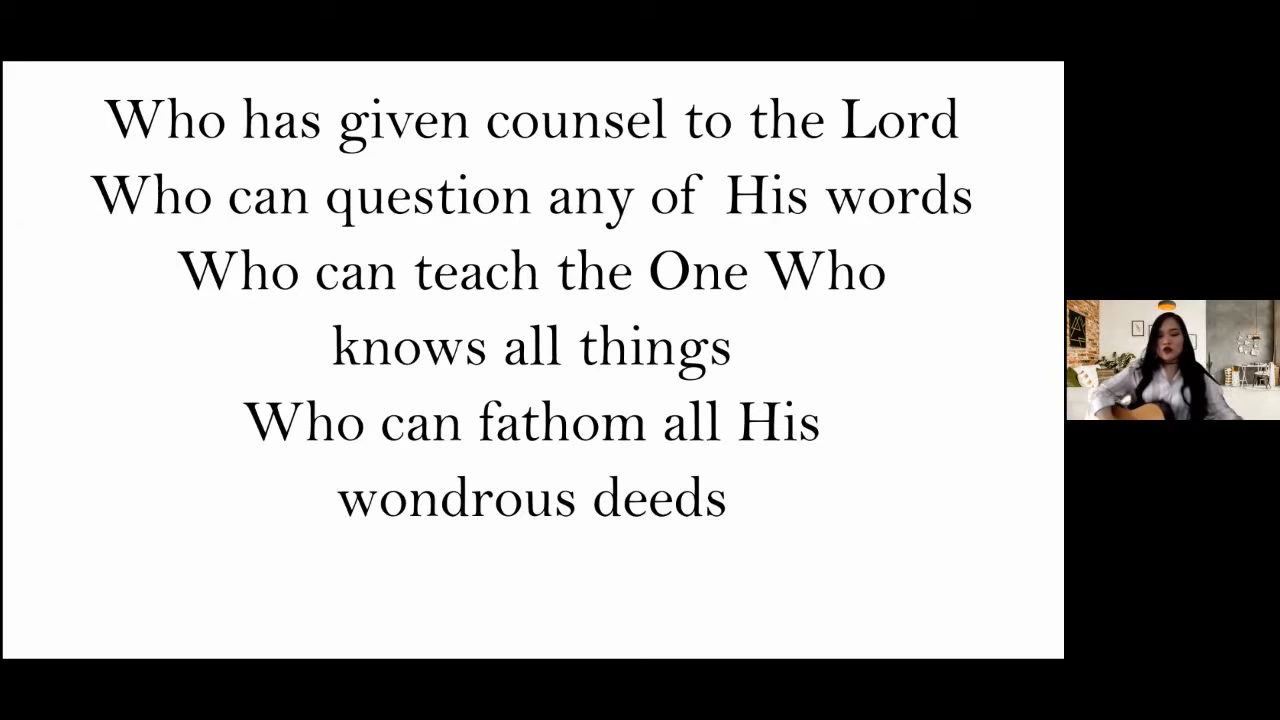 Who has given counsel to the Lord
Who can question any of His words
Who can teach the One Who
knows all things
Who can fathom all His
wondrous deeds